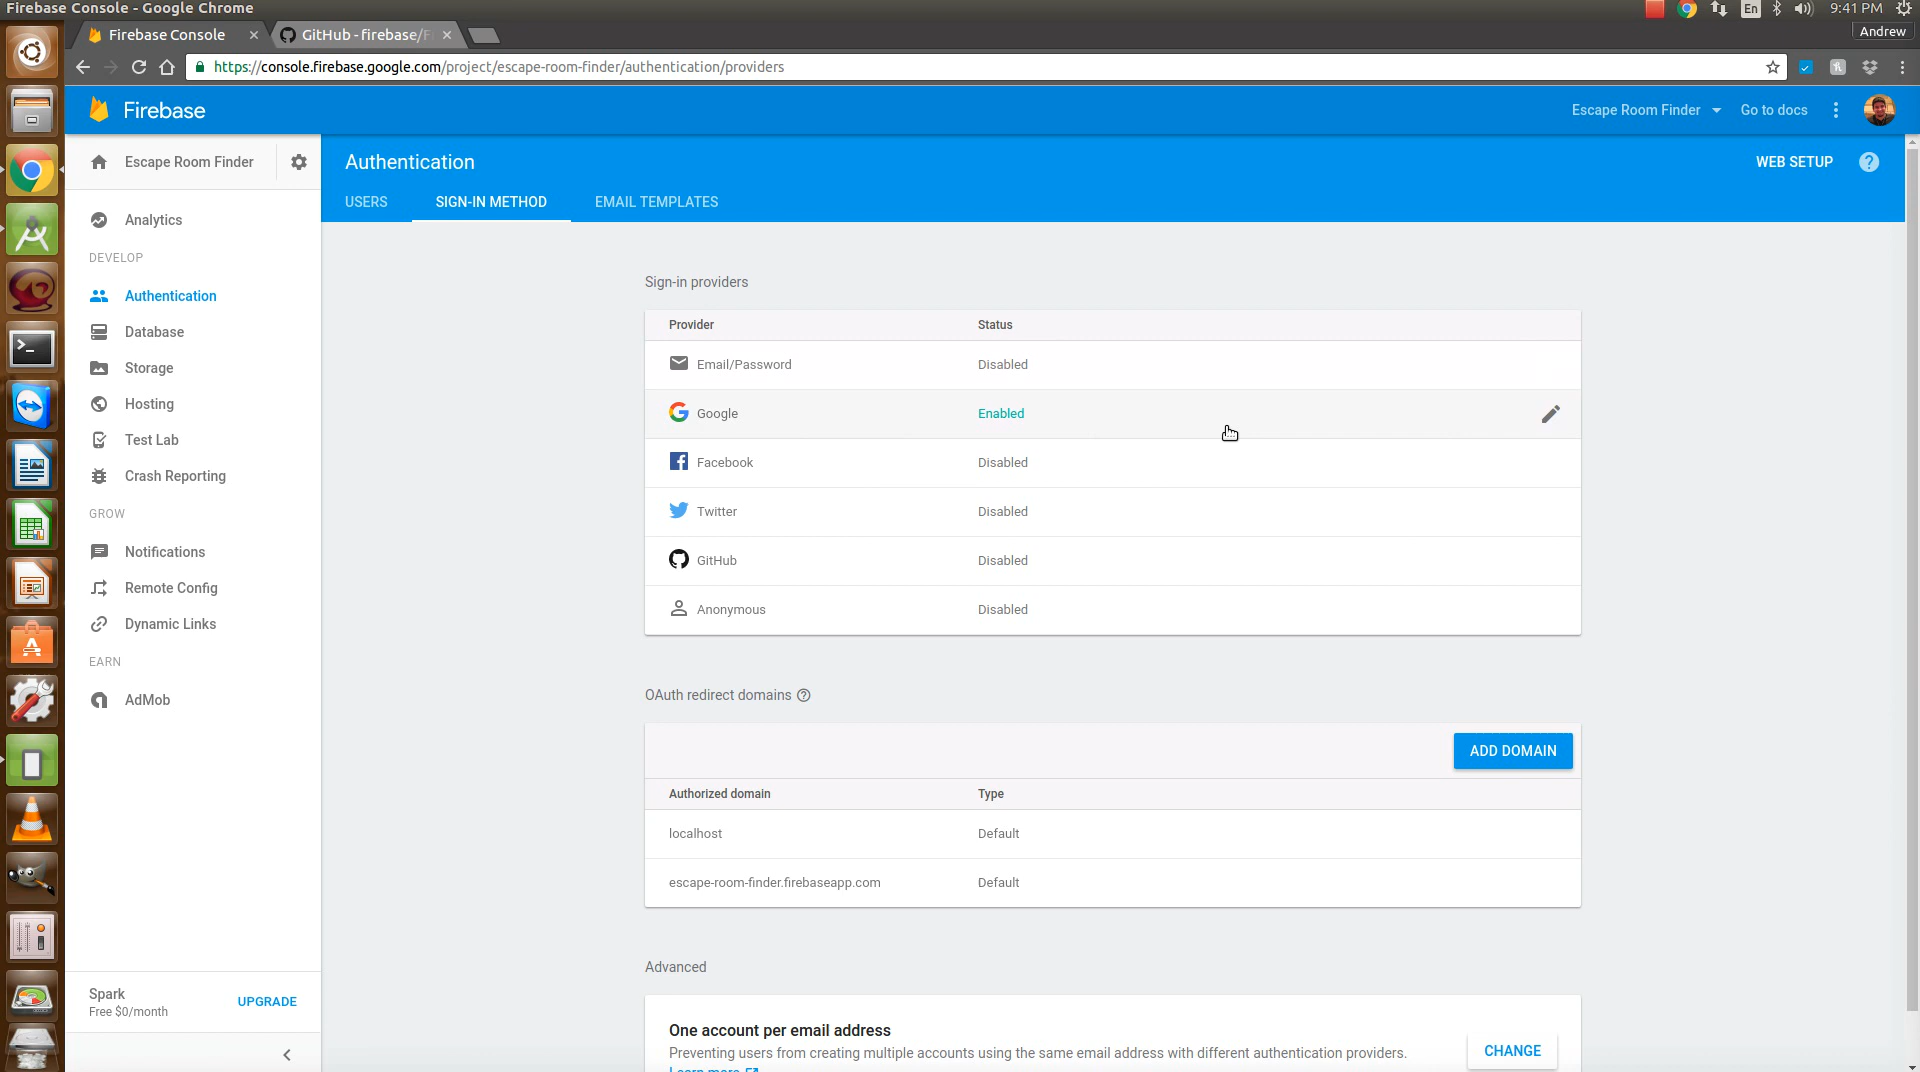 Firebase Console - Google Chrome
En
9:41 PM
Firebase Console
GitHub - firebase/F
Andrew
https://console.firebase.google.com/project/escape-room-finder/authentication/providers
Firebase
Escape Room Finder
Go to docs
Escape Room Finder
Authentication
WEB SETUP
USERS
SIGN-IN METHOD
EMAIL TEMPLATES
Analytics
DEVELOP
Authentication
Database
Storage
Hosting
Test Lab
Crash Reporting
GROW
Notifications
Remote Config
Dynamic Links
EARN
AdMob
Spark
Free $0/month
UPGRADE
Sign-in providers
Provider Status
Email/Password Disabled
Google Enabled
Facebook Disabled
Twitter Disabled
GitHub Disabled
Anonymous Disabled
OAuth redirect domains
ADD DOMAIN
Authorized domain Type
localhost Default
escape-room-finder.firebaseapp.com Default
Advanced
One account per email address
Preventing users from creating multiple accounts using the same email address with different authentication providers.
Learn more
CHANGE